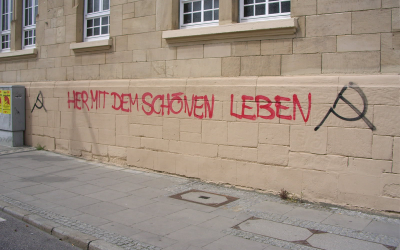 HER MIT DEM SCHÖNEN LEBEN